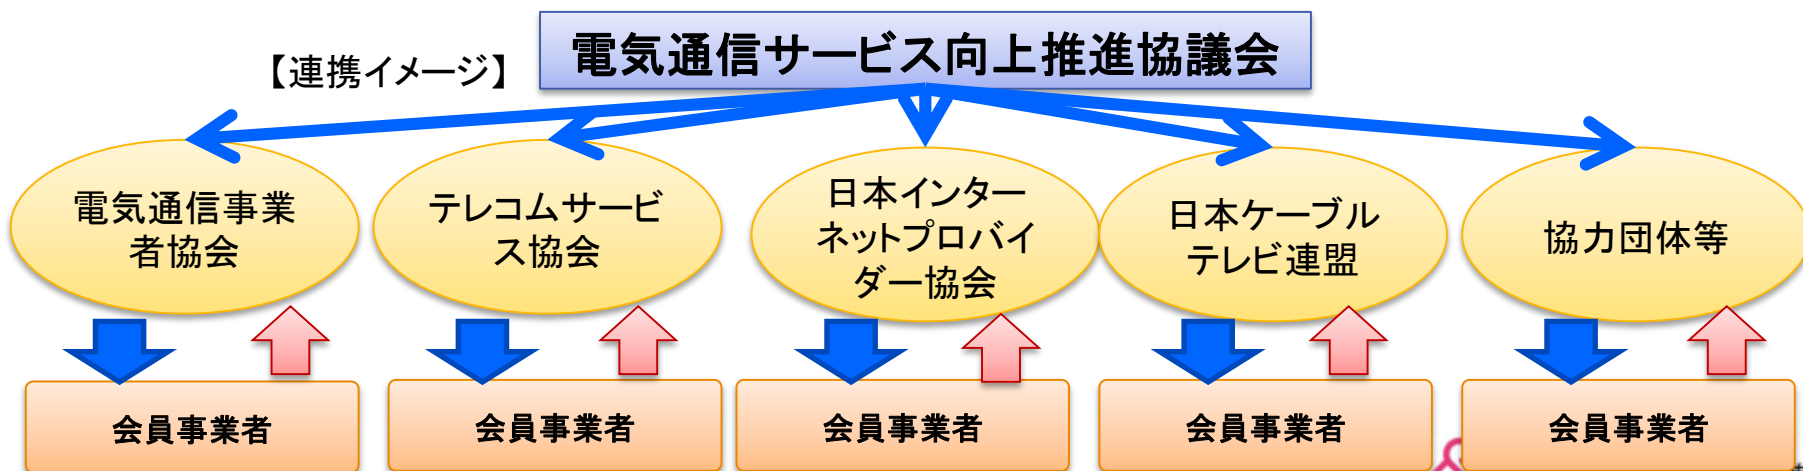 電気通信サービス向上推進協議会
【連携イメージ】
電気通信事業
者協会
テレコムサービ
ス協会
日本インター
ネットプロバイ
ダー協会
日本ケーブル
テレビ連盟
協力団体等
会員事業者
会員事業者
会員事業者
会員事業者
会員事業者